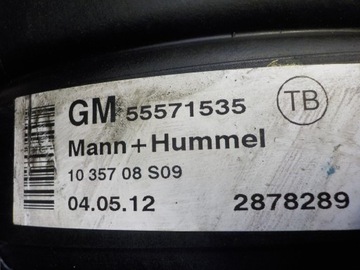 GM 55571535 TB
Mann+Hummel
10 357 08 S09
04.05.12 2878289